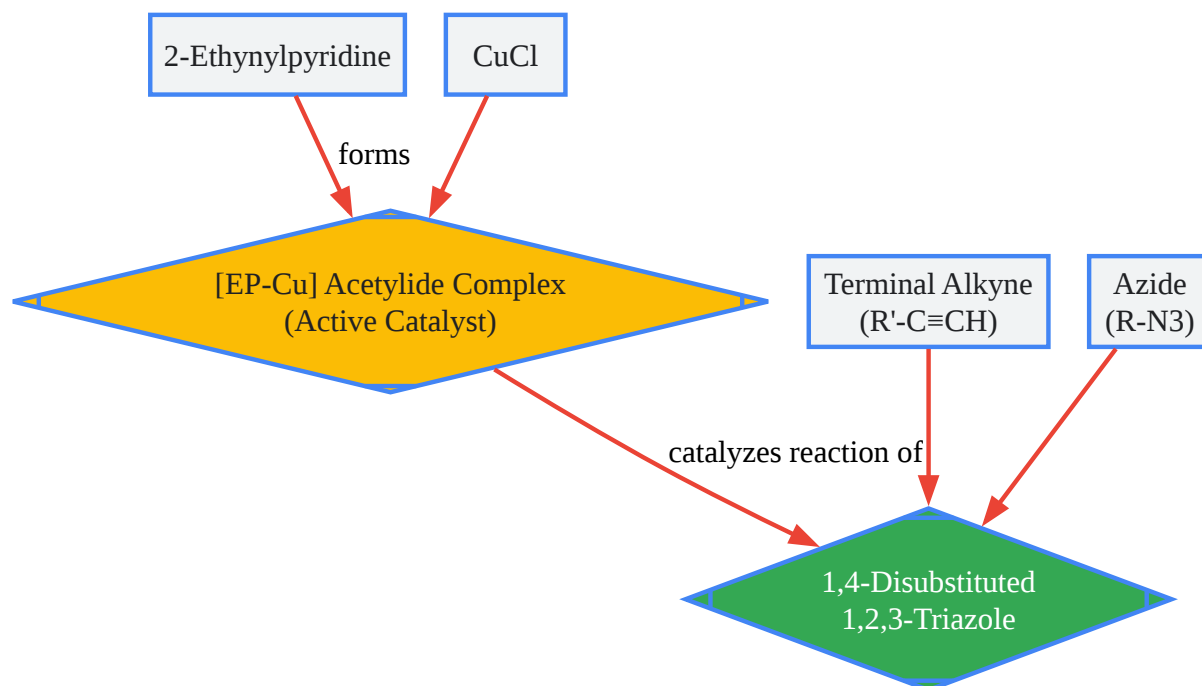 2-Ethynylpyridine
CuCl
forms
[EP-Cu] Acetylide Complex
(Active Catalyst)
Terminal Alkyne
(R'-C≡CH)
Azide
(R-N3)
catalyzes reaction of
1,4-Disubstituted
1,2,3-Triazole